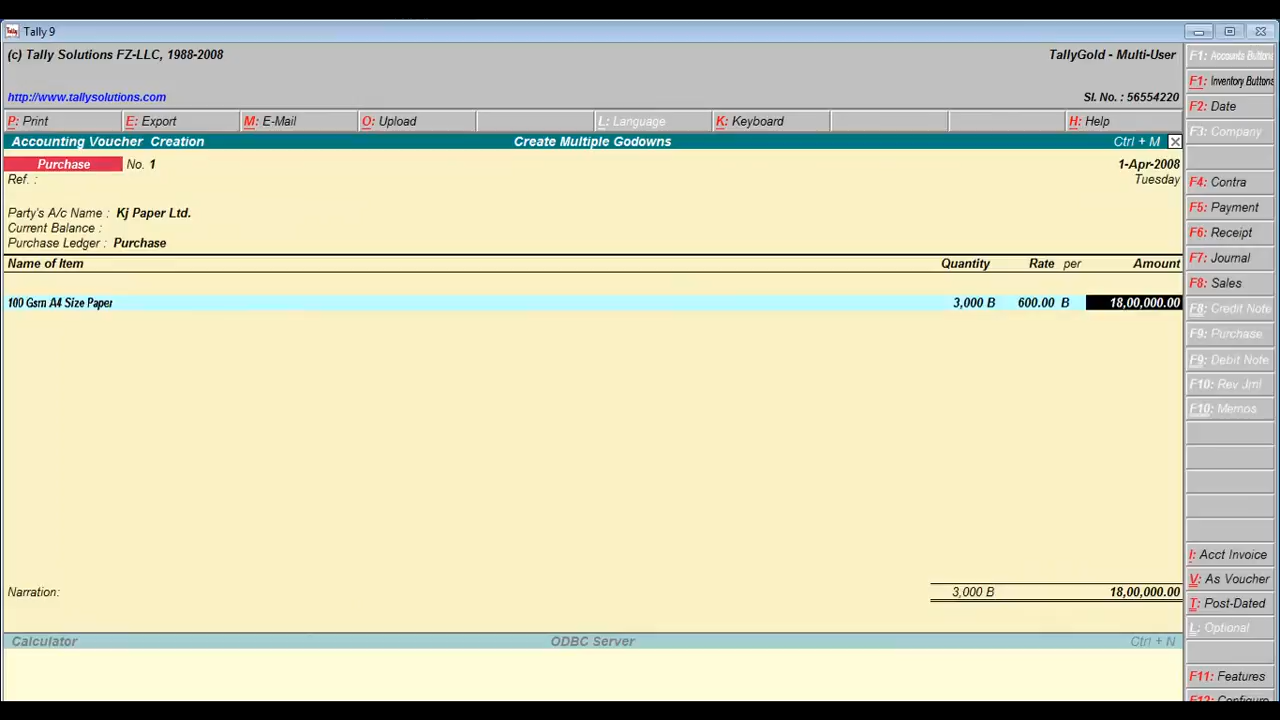 Tally 9
(c) Tally Solutions FZ-LLC, 1988-2008 TallyGold - Multi-User
http://www.tallysolutions.com Sl. No. : 56554220
P: Print E: Export M: E-Mail O: Upload L: Language K: Keyboard H: Help
Accounting Voucher Creation Create Multiple Godowns Ctrl + M
Purchase No. 1 1-Apr-2008
Ref. : Tuesday
Party's A/c Name : Kj Paper Ltd.
Current Balance :
Purchase Ledger : Purchase
Name of Item Quantity Rate per Amount
100 Gsm A4 Size Paper 3,000 B 600.00 B 18,00,000.00
Narration: 3,000 B 18,00,000.00
Calculator ODBC Server Ctrl + N
F1: Accounts Buttons
F1: Inventory Buttons
F2: Date
F3: Company
F4: Contra
F5: Payment
F6: Receipt
F7: Journal
F8: Sales
F8: Credit Note
F9: Purchase
F9: Debit Note
F10: Rev Jrnl
F10: Memos
I: Acct Invoice
V: As Voucher
T: Post-Dated
L: Optional
F11: Features
F12: Configure